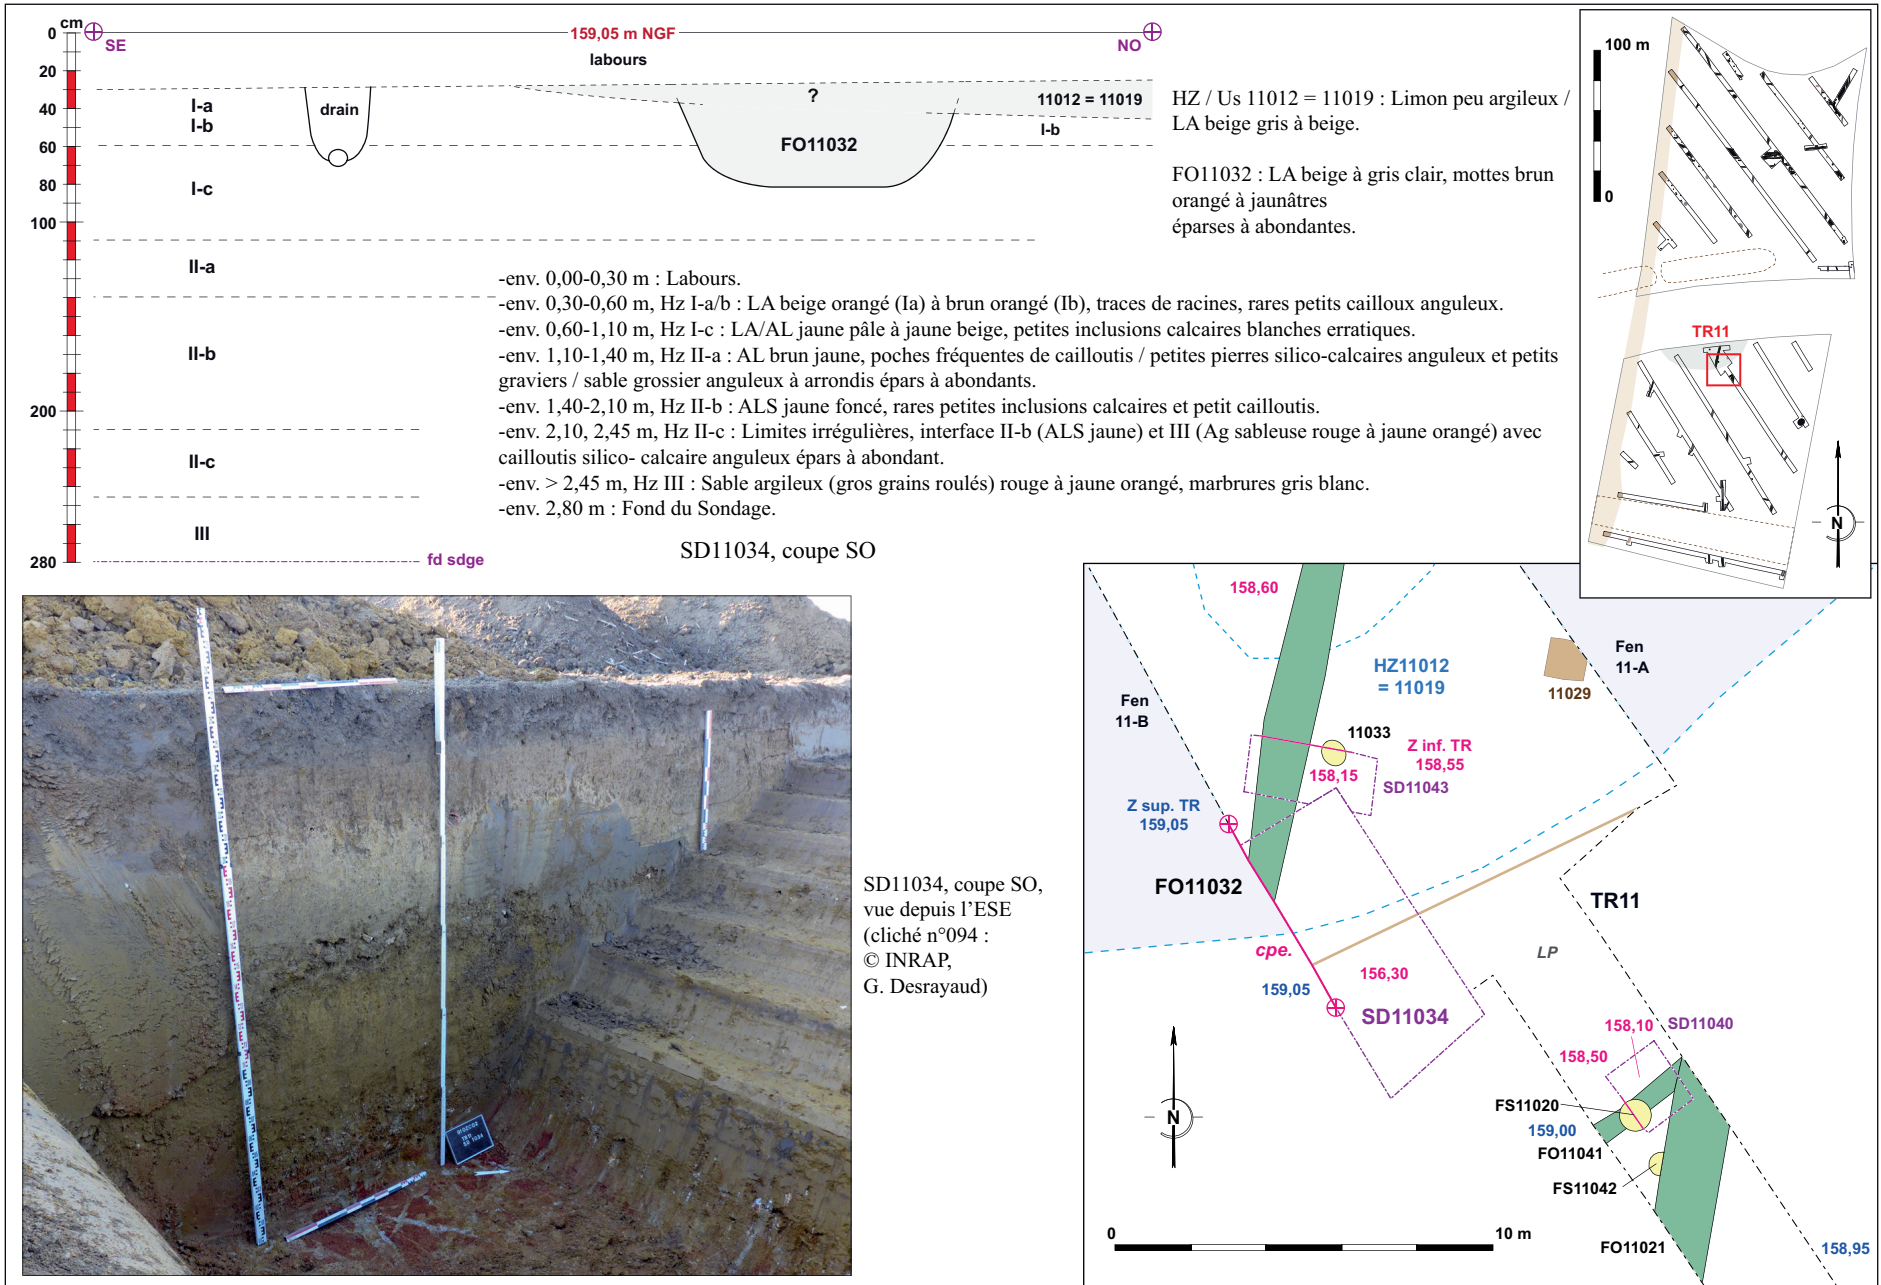 cm
0
20
40
60
80
100
200
280
SE
159,05 m NGF
NO
labours
I-a
I-b
drain
?
11012 = 11019
I-b
FO11032
I-c
II-a
II-b
II-c
III
fd sdge
HZ / Us 11012 = 11019 : Limon peu argileux /
LA beige gris à beige.
FO11032 : LA beige à gris clair, mottes brun
orangé à jaunâtres
éparses à abondantes.
-env. 0,00-0,30 m : Labours.
-env. 0,30-0,60 m, Hz I-a/b : LA beige orangé (Ia) à brun orangé (Ib), traces de racines, rares petits cailloux anguleux.
-env. 0,60-1,10 m, Hz I-c : LA/AL jaune pâle à jaune beige, petites inclusions calcaires blanches erratiques.
-env. 1,10-1,40 m, Hz II-a : AL brun jaune, poches fréquentes de cailloutis / petites pierres silico-calcaires anguleux et petits
graviers / sable grossier anguleux à arrondis épars à abondants.
-env. 1,40-2,10 m, Hz II-b : ALS jaune foncé, rares petites inclusions calcaires et petit cailloutis.
-env. 2,10, 2,45 m, Hz II-c : Limites irrégulières, interface II-b (ALS jaune) et III (Ag sableuse rouge à jaune orangé) avec
cailloutis silico- calcaire anguleux épars à abondant.
-env. > 2,45 m, Hz III : Sable argileux (gros grains roulés) rouge à jaune orangé, marbrures gris blanc.
-env. 2,80 m : Fond du Sondage.
SD11034, coupe SO
100 m
0
TR11
N
SD11034, coupe SO,
vue depuis l'ESE
(cliché n°094 :
© INRAP,
G. Desrayaud)
158,60
HZ11012
= 11019
Fen
11-A
11029
Fen
11-B
11033
Z inf. TR
158,55
158,15
SD11043
Z sup. TR
159,05
FO11032
TR11
cpe.
LP
156,30
159,05
SD11034
158,10
SD11040
158,50
N
FS11020
159,00
FO11041
FS11042
0
10 m
FO11021
158,95